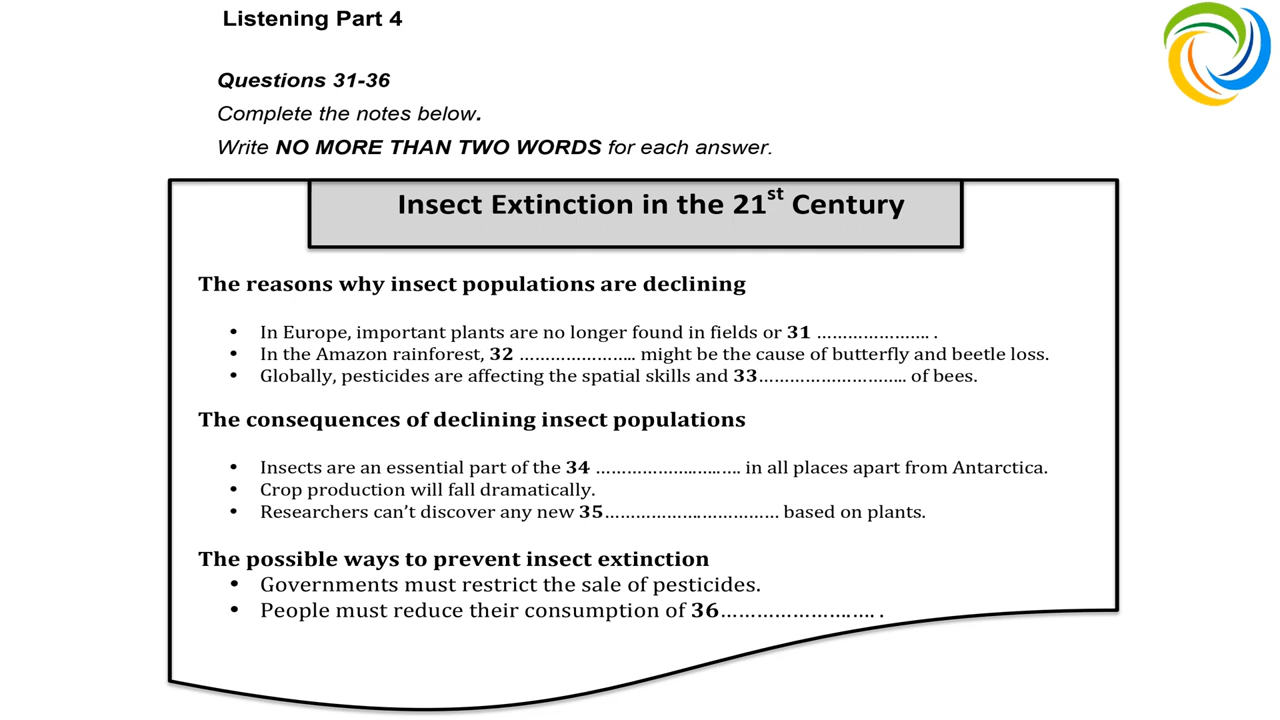 Listening Part 4
Questions 31-36
Complete the notes below.
Write NO MORE THAN TWO WORDS for each answer.
Insect Extinction in the 21st Century
The reasons why insect populations are declining
• In Europe, important plants are no longer found in fields or 31 ………………….. .
• In the Amazon rainforest, 32 ………………….. might be the cause of butterfly and beetle loss.
• Globally, pesticides are affecting the spatial skills and 33……………………….. of bees.
The consequences of declining insect populations
• Insects are an essential part of the 34 ……………….…..….. in all places apart from Antarctica.
• Crop production will fall dramatically.
• Researchers can't discover any new 35……………….…………… based on plants.
The possible ways to prevent insect extinction
• Governments must restrict the sale of pesticides.
• People must reduce their consumption of 36…………………….…. .